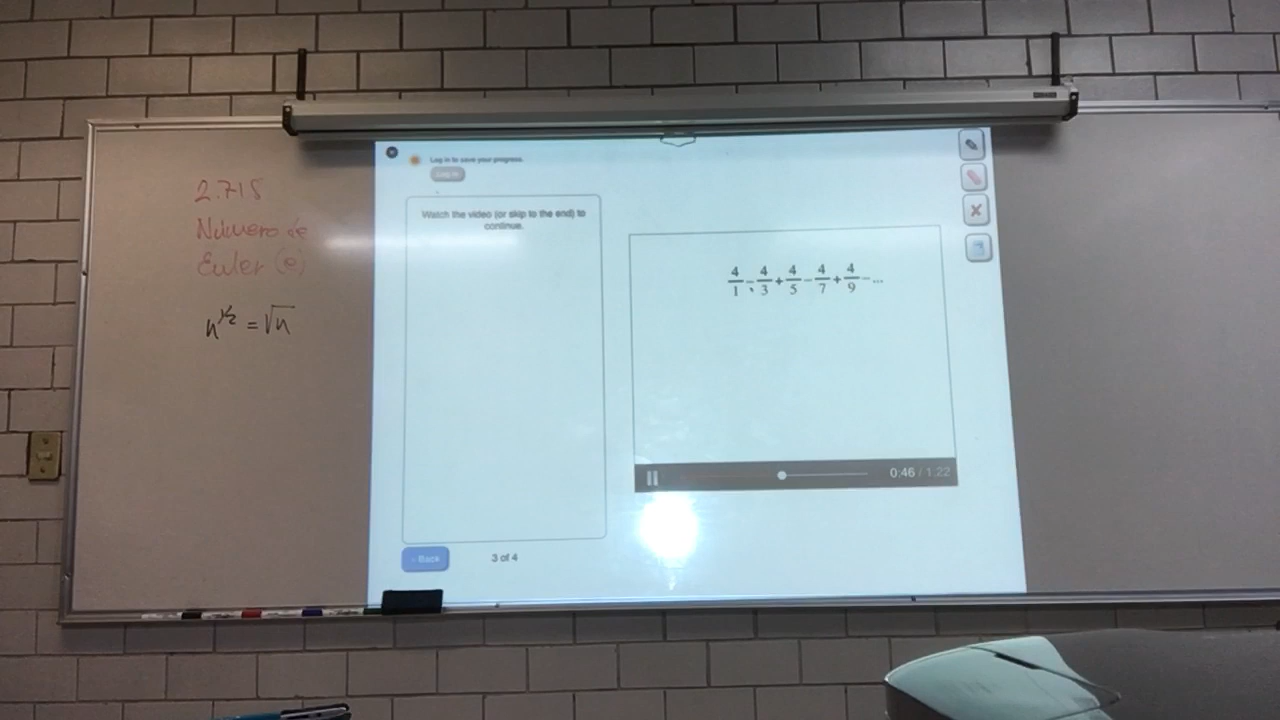 2.718
Número de
Euler (e)
n^1/2 = √n
Log in to save your progress.
Log in
Watch the video (or skip to the end) to
continue.
4/1 - 4/3 + 4/5 - 4/7 + 4/9 - ...
0:46 / 1:22
‹ Back
3 of 4